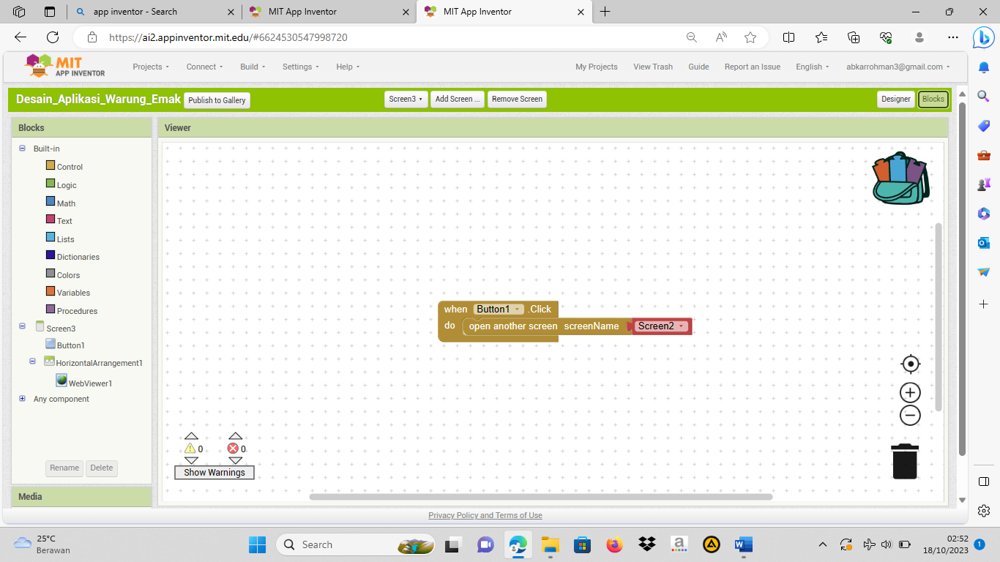 app inventor - Search
MIT App Inventor
MIT App Inventor
https://ai2.appinventor.mit.edu/#6624530547998720
MIT
APP INVENTOR
Projects
Connect
Build
Settings
Help
My Projects
View Trash
Guide
Report an Issue
English
abkarrohman3@gmail.com
Desain_Aplikasi_Warung_Emak
Publish to Gallery
Screen3
Add Screen ...
Remove Screen
Designer
Blocks
Blocks
Viewer
Built-in
Control
Logic
Math
Text
Lists
Dictionaries
Colors
Variables
Procedures
Screen3
Button1
HorizontalArrangement1
WebViewer1
Any component
Rename
Delete
Media
when Button1 .Click
do open another screen screenName Screen2
0
0
Show Warnings
Privacy Policy and Terms of Use
25°C
Berawan
Search
02:52
18/10/2023
1